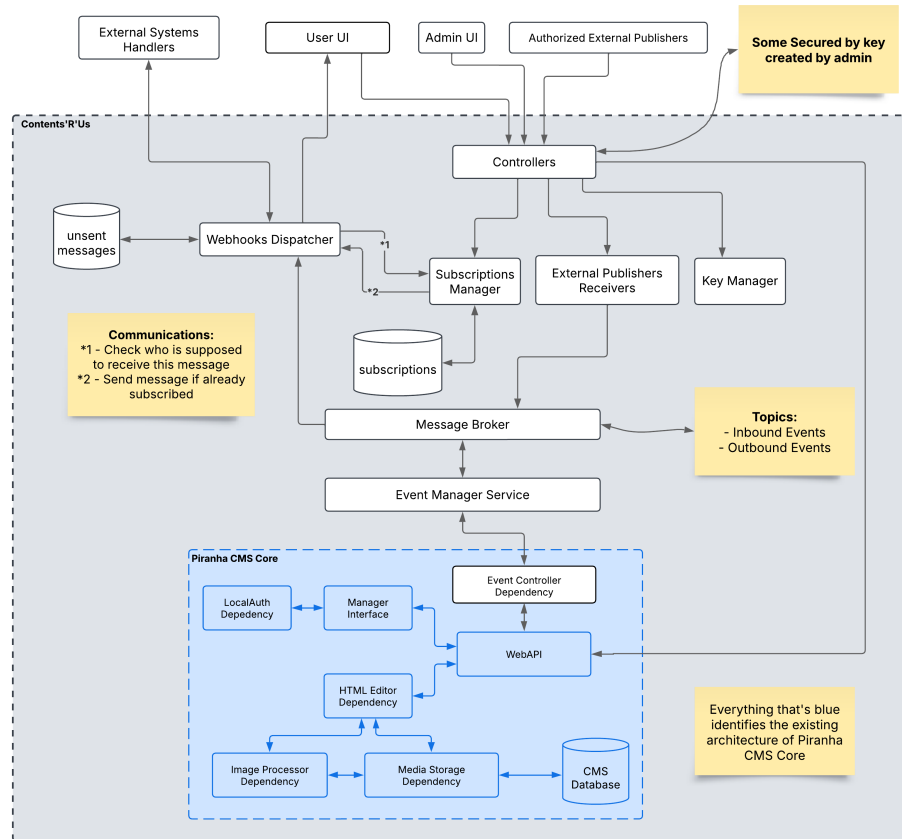 External Systems
Handlers
User UI
Admin UI
Authorized External Publishers
Some Secured by key
created by admin
Contents'R'Us
Controllers
unsent
messages
Webhooks Dispatcher
*1
*2
Subscriptions
Manager
External Publishers
Receivers
Key Manager
Communications:
*1 - Check who is supposed
to receive this message
*2 - Send message if already
subscribed
subscriptions
Message Broker
Topics:
- Inbound Events
- Outbound Events
Event Manager Service
Piranha CMS Core
Event Controller
Dependency
LocalAuth
Depedency
Manager
Interface
WebAPI
HTML Editor
Dependency
Image Processor
Dependency
Media Storage
Dependency
CMS
Database
Everything that's blue
identifies the existing
architecture of Piranha
CMS Core